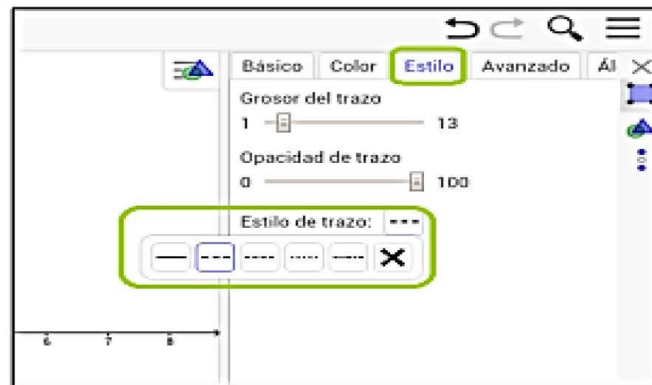 Básico Color Estilo Avanzado Ál
Grosor del trazo
1 13
Opacidad de trazo
0 100
Estilo de trazo:
6 7 8